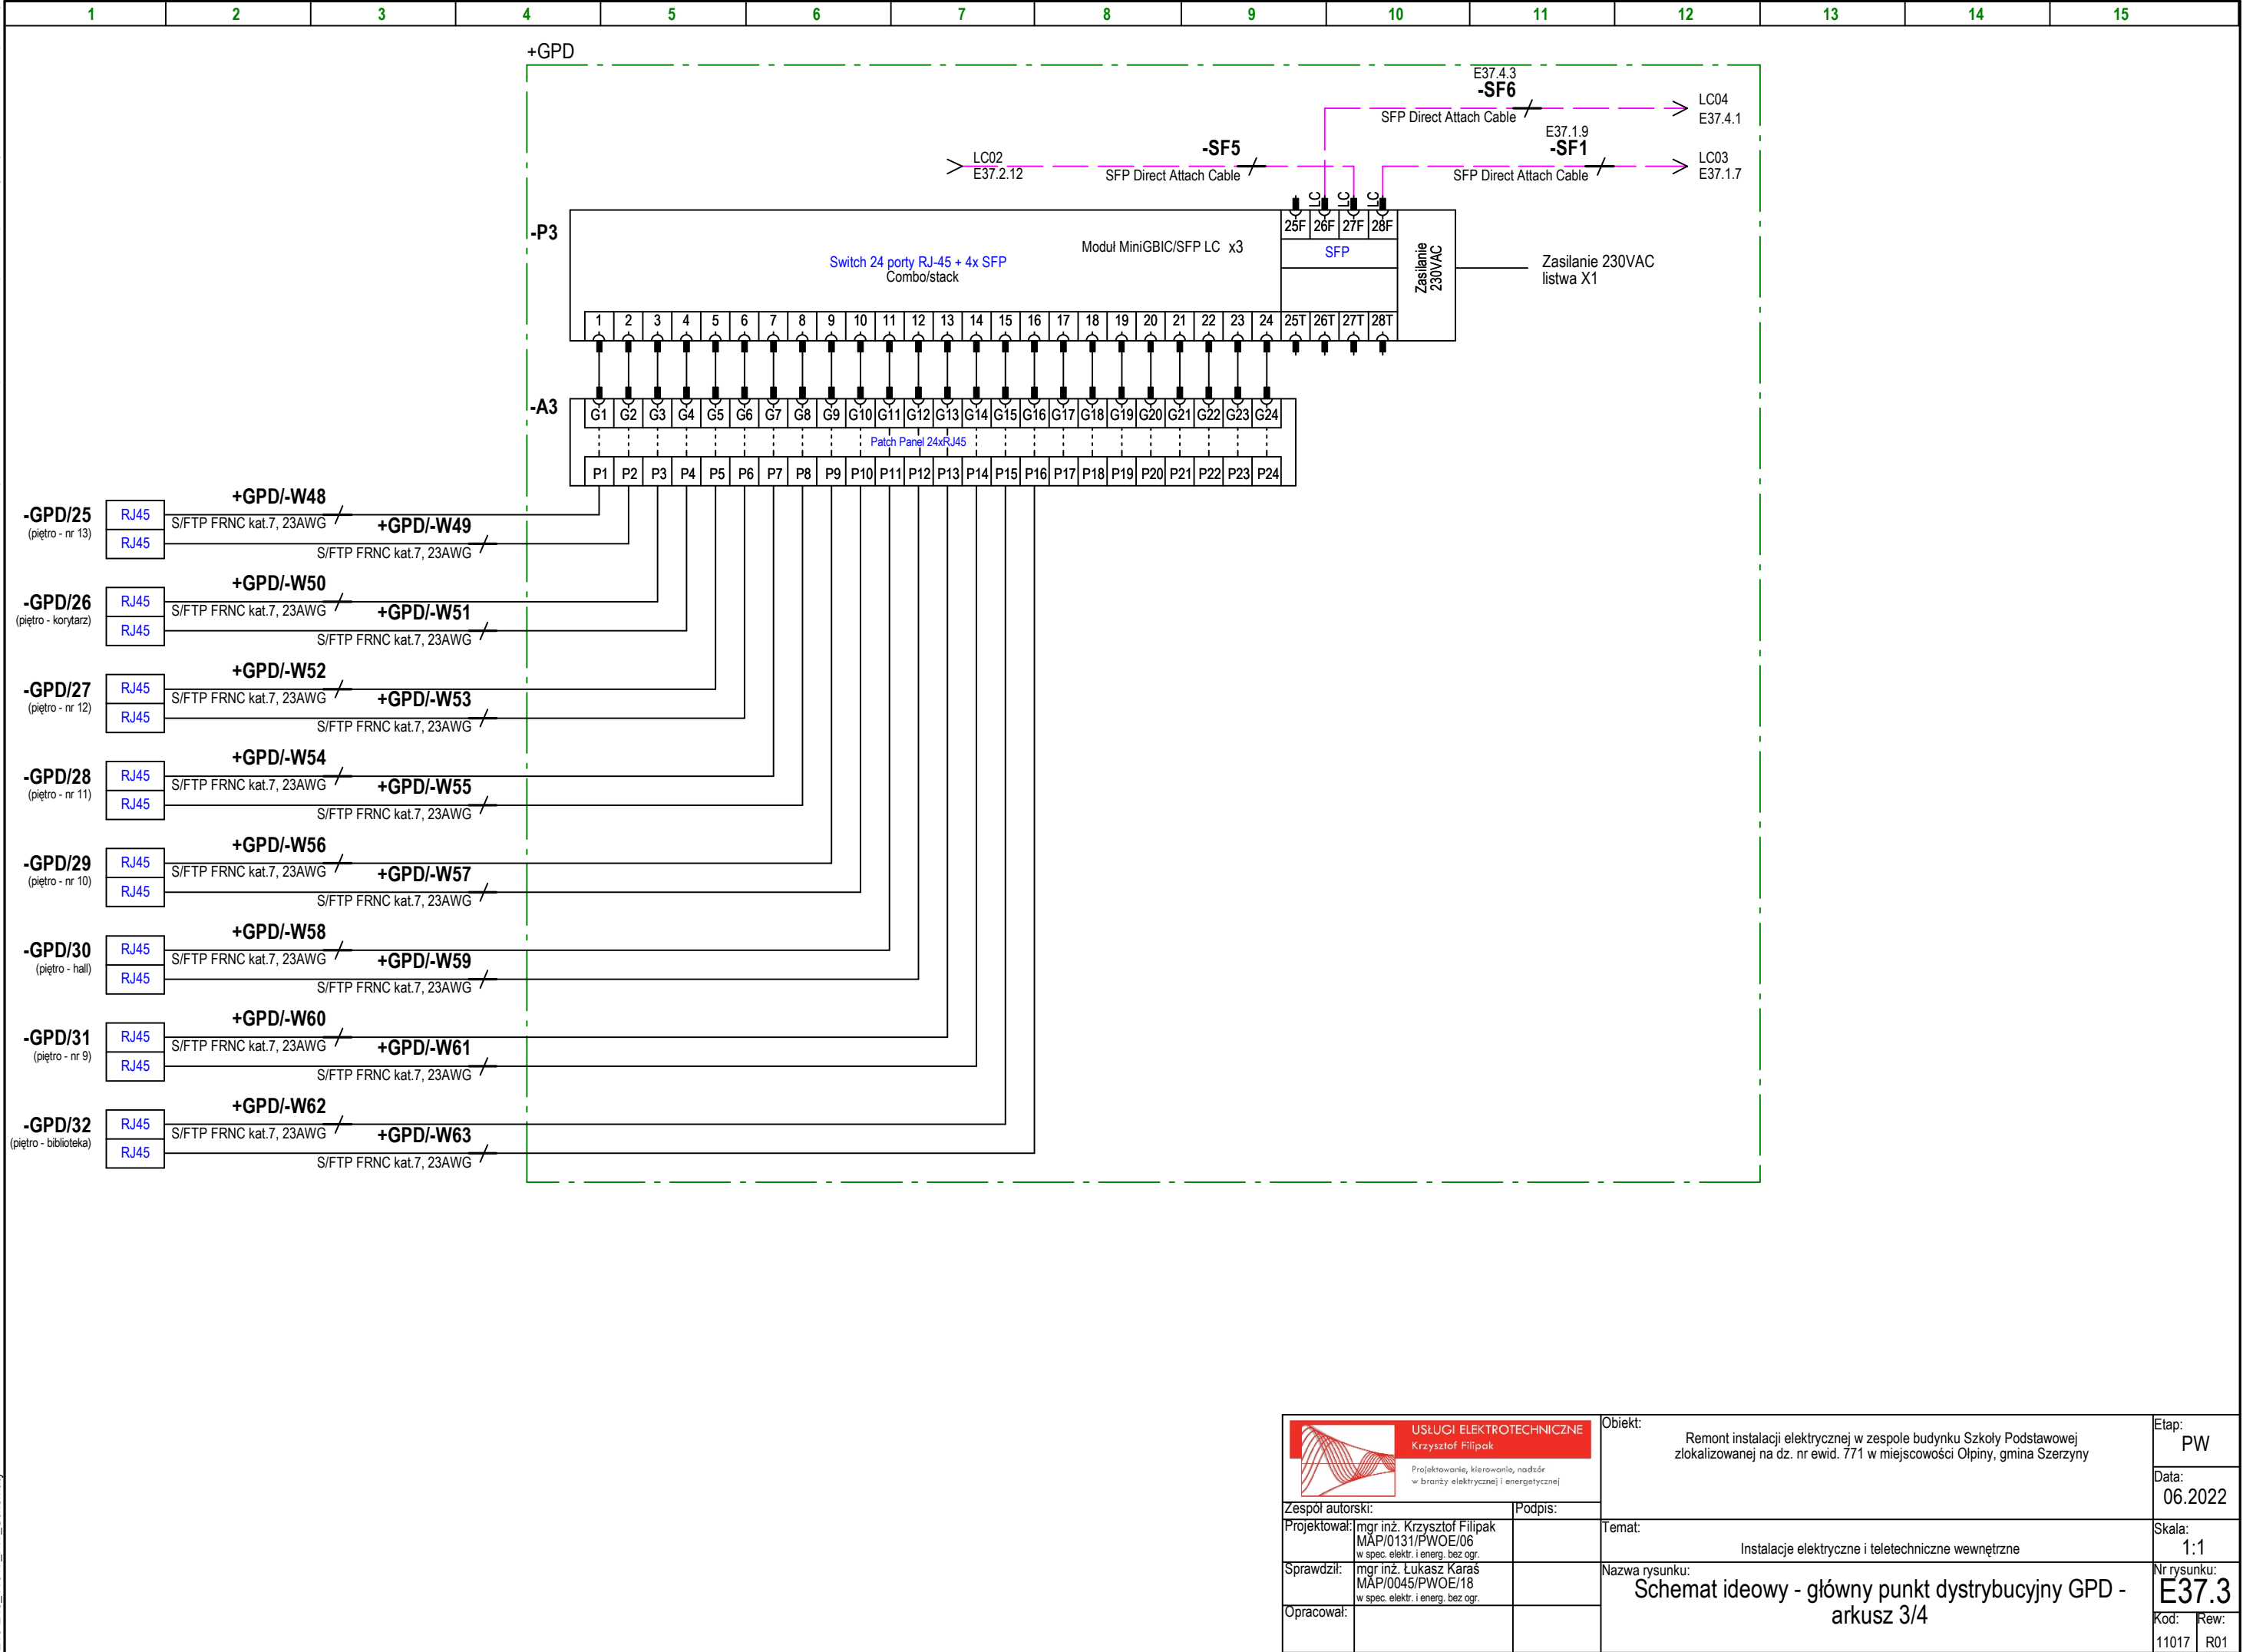 1 2 3 4 5 6 7 8 9 10 11 12 13 14 15
+GPD
E37.4.3
-SF6
SFP Direct Attach Cable
LC04
E37.4.1
E37.1.9
-SF1
SFP Direct Attach Cable
LC03
E37.1.7
-SF5
SFP Direct Attach Cable
LC02
E37.2.12
LC LC LC
-P3
25F 26F 27F 28F
SFP
Moduł MiniGBIC/SFP LC x3
Switch 24 porty RJ-45 + 4x SFP
Combo/stack
Zasilanie
230VAC
Zasilanie 230VAC
listwa X1
1 2 3 4 5 6 7 8 9 10 11 12 13 14 15 16 17 18 19 20 21 22 23 24 25T 26T 27T 28T
-A3
G1 G2 G3 G4 G5 G6 G7 G8 G9 G10 G11 G12 G13 G14 G15 G16 G17 G18 G19 G20 G21 G22 G23 G24
Patch Panel 24xRJ45
P1 P2 P3 P4 P5 P6 P7 P8 P9 P10 P11 P12 P13 P14 P15 P16 P17 P18 P19 P20 P21 P22 P23 P24
-GPD/25
(piętro - nr 13)
RJ45
RJ45
+GPD/-W48
S/FTP FRNC kat.7, 23AWG
+GPD/-W49
S/FTP FRNC kat.7, 23AWG
-GPD/26
(piętro - korytarz)
RJ45
RJ45
+GPD/-W50
S/FTP FRNC kat.7, 23AWG
+GPD/-W51
S/FTP FRNC kat.7, 23AWG
-GPD/27
(piętro - nr 12)
RJ45
RJ45
+GPD/-W52
S/FTP FRNC kat.7, 23AWG
+GPD/-W53
S/FTP FRNC kat.7, 23AWG
-GPD/28
(piętro - nr 11)
RJ45
RJ45
+GPD/-W54
S/FTP FRNC kat.7, 23AWG
+GPD/-W55
S/FTP FRNC kat.7, 23AWG
-GPD/29
(piętro - nr 10)
RJ45
RJ45
+GPD/-W56
S/FTP FRNC kat.7, 23AWG
+GPD/-W57
S/FTP FRNC kat.7, 23AWG
-GPD/30
(piętro - hall)
RJ45
RJ45
+GPD/-W58
S/FTP FRNC kat.7, 23AWG
+GPD/-W59
S/FTP FRNC kat.7, 23AWG
-GPD/31
(piętro - nr 9)
RJ45
RJ45
+GPD/-W60
S/FTP FRNC kat.7, 23AWG
+GPD/-W61
S/FTP FRNC kat.7, 23AWG
-GPD/32
(piętro - biblioteka)
RJ45
RJ45
+GPD/-W62
S/FTP FRNC kat.7, 23AWG
+GPD/-W63
S/FTP FRNC kat.7, 23AWG
USŁUGI ELEKTROTECHNICZNE
Krzysztof Filipak
Projektowanie, kierowanie, nadzór
w branży elektrycznej i energetycznej
Obiekt:
Remont instalacji elektrycznej w zespole budynku Szkoły Podstawowej
zlokalizowanej na dz. nr ewid. 771 w miejscowości Ołpiny, gmina Szerzyny
Etap:
PW
Data:
06.2022
Zespół autorski:
Podpis:
Projektował:
mgr inż. Krzysztof Filipak
MAP/0131/PWOE/06
w spec. elektr. i energ. bez ogr.
Temat:
Instalacje elektryczne i teletechniczne wewnętrzne
Skala:
1:1
Sprawdził:
mgr inż. Łukasz Karaś
MAP/0045/PWOE/18
w spec. elektr. i energ. bez ogr.
Nazwa rysunku:
Schemat ideowy - główny punkt dystrybucyjny GPD -
arkusz 3/4
Nr rysunku:
E37.3
Opracował:
Kod:
11017
Rew:
R01